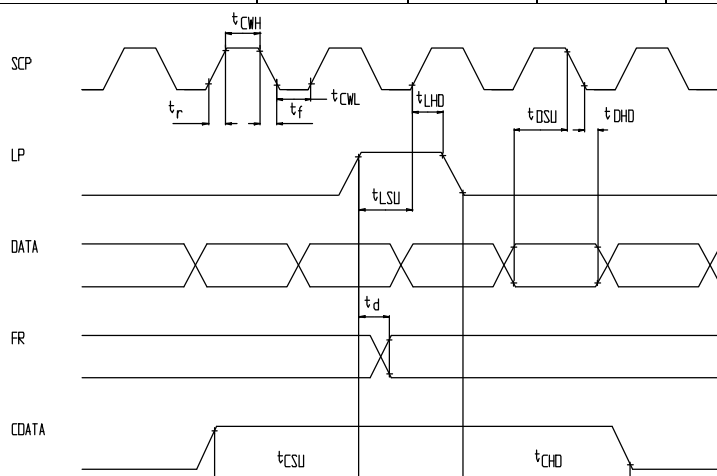 tCWH
SCP
tCWL
tLHD
tr
tf
tDSU
tDHD
LP
tLSU
DATA
td
FR
CDATA
tCSU
tCHD